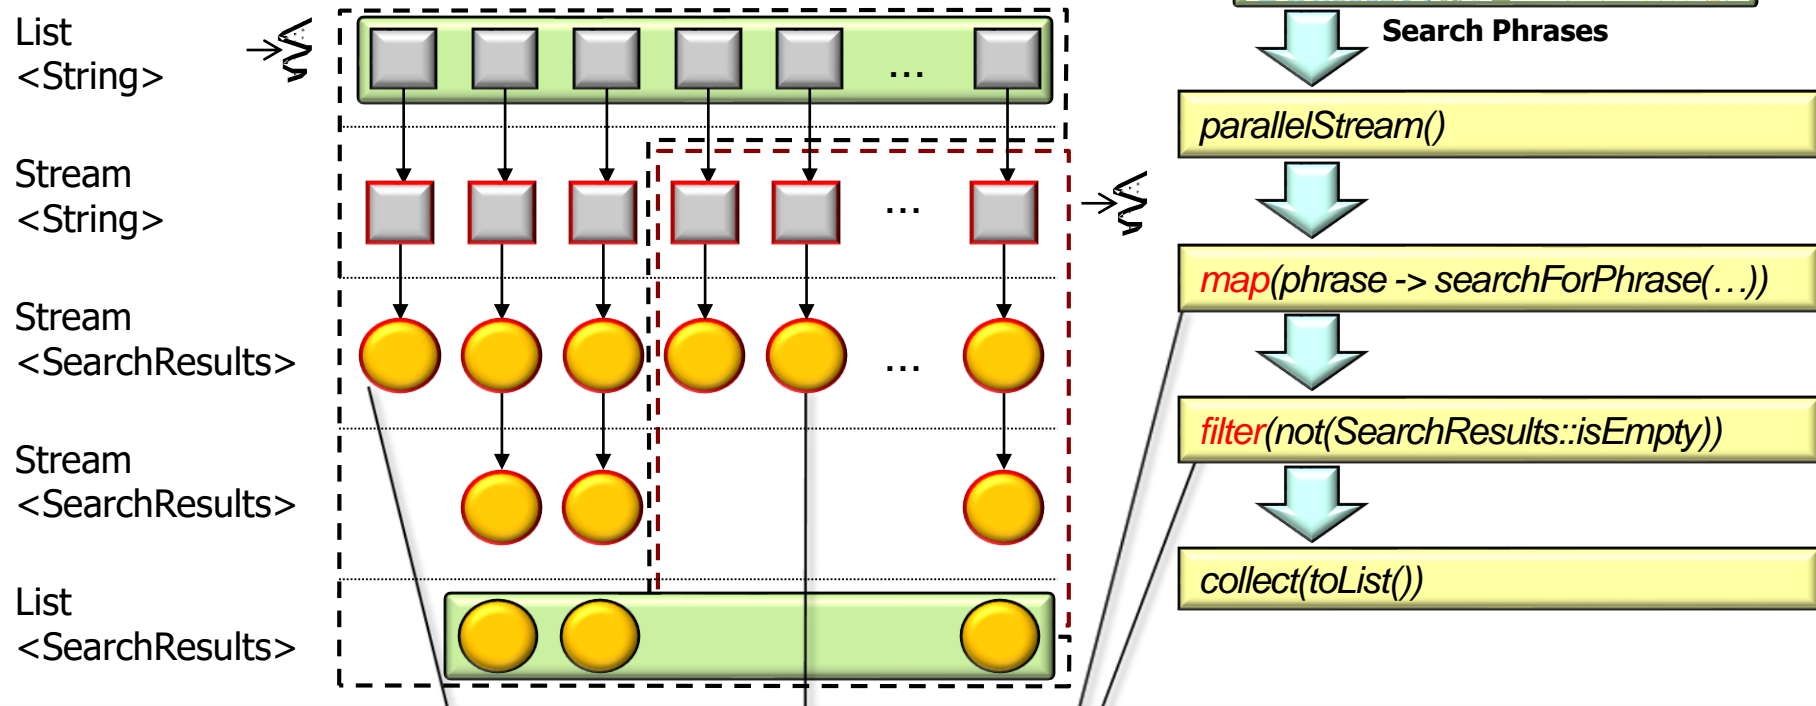 List
<String>
...
Stream
<String>
...
Stream
<SearchResults>
...
Stream
<SearchResults>
List
<SearchResults>
Search Phrases
parallelStream()
map(phrase -> searchForPhrase(…))
filter(not(SearchResults::isEmpty))
collect(toList())